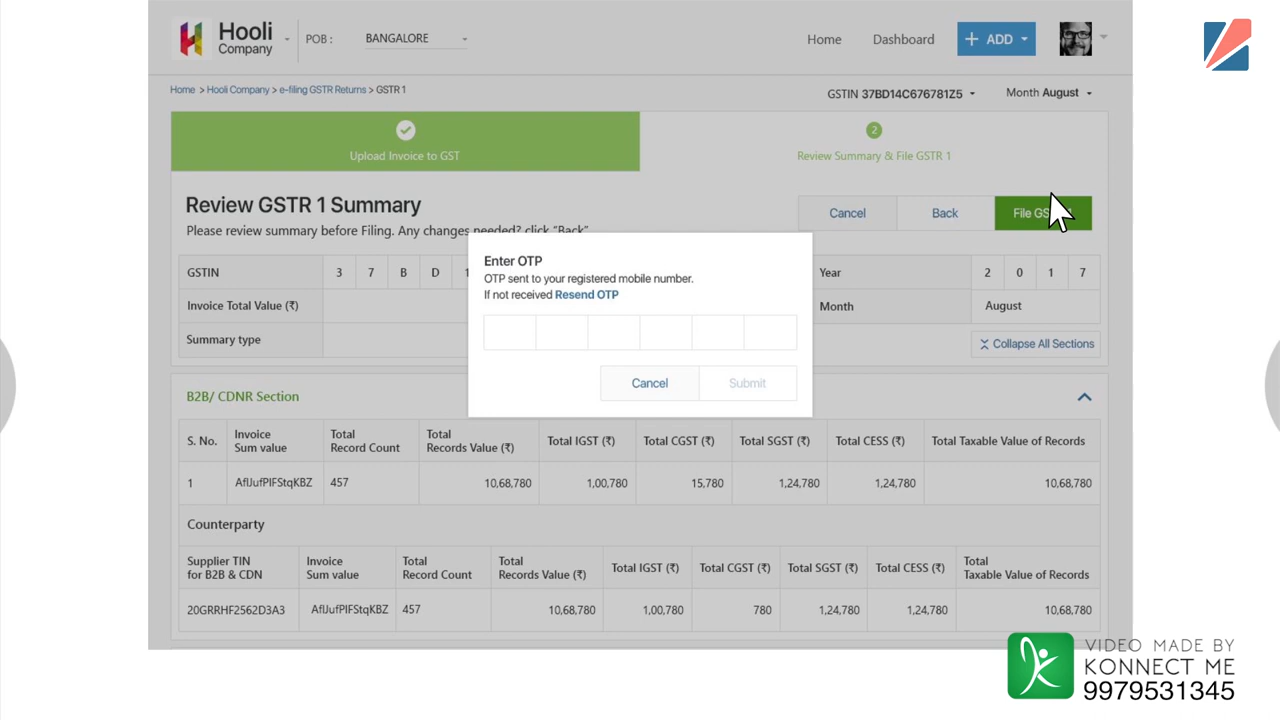 Hooli
Company
POB :
BANGALORE
Home
Dashboard
+ ADD
Home > Hooli Company > e-filing GSTR Returns > GSTR 1
GSTIN 37BD14C676781Z5
Month August
Upload Invoice to GST
2
Review Summary & File GSTR 1
Review GSTR 1 Summary
Please review summary before Filing. Any changes needed? click “Back”
Cancel
Back
File GS
GSTIN
3 7 B D 1
Year
2 0 1 7
Invoice Total Value (₹)
Month
August
Summary type
Collapse All Sections
Enter OTP
OTP sent to your registered mobile number.
If not received Resend OTP
Cancel
Submit
B2B/ CDNR Section
S. No.
Invoice
Sum value
Total
Record Count
Total
Records Value (₹)
Total IGST (₹)
Total CGST (₹)
Total SGST (₹)
Total CESS (₹)
Total Taxable Value of Records
1 AflJufPIFStqKBZ 457 10,68,780 1,00,780 15,780 1,24,780 1,24,780 10,68,780
Counterparty
Supplier TIN
for B2B & CDN
Invoice
Sum value
Total
Record Count
Total
Records Value (₹)
Total IGST (₹)
Total CGST (₹)
Total SGST (₹)
Total CESS (₹)
Total
Taxable Value of Records
20GRRHF2562D3A3 AflJufPIFStqKBZ 457 10,68,780 1,00,780 780 1,24,780 1,24,780 10,68,780
VIDEO MADE BY
KONNECT ME
9979531345